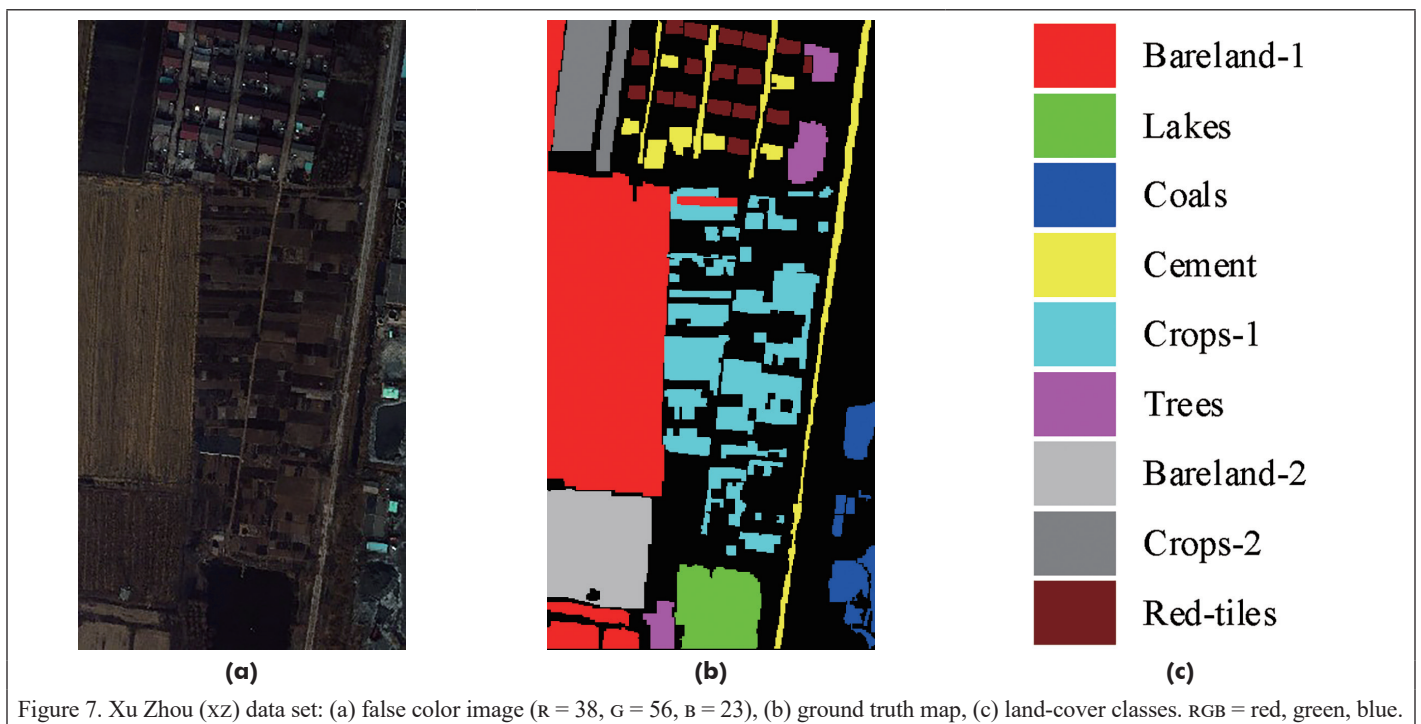 Bareland-1
Lakes
Coals
Cement
Crops-1
Trees
Bareland-2
Crops-2
Red-tiles
(a)
(b)
(c)
Figure 7. Xu Zhou (XZ) data set: (a) false color image (R = 38, G = 56, B = 23), (b) ground truth map, (c) land-cover classes. RGB = red, green, blue.